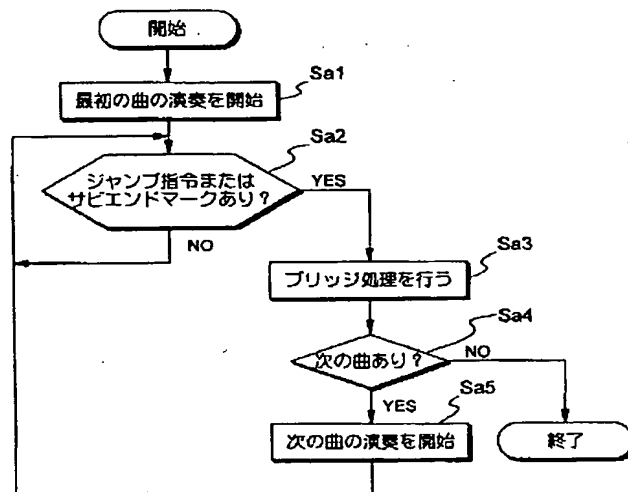 開始
Sa1
最初の曲の演奏を開始
Sa2
ジャンプ指令または
サビエンドマークあり?
YES
NO
Sa3
ブリッジ処理を行う
Sa4
次の曲あり?
NO
YES
Sa5
次の曲の演奏を開始
終了